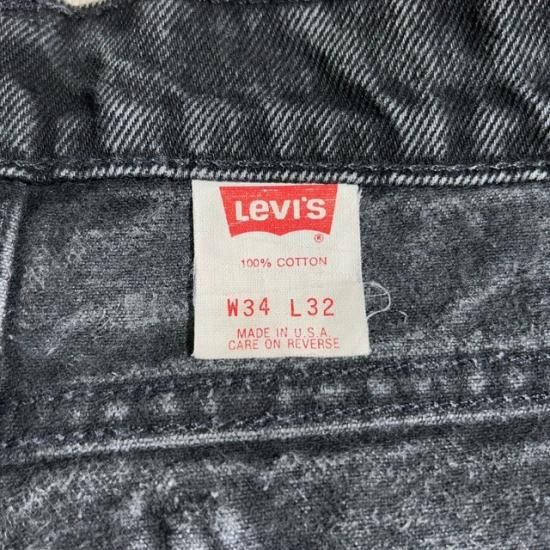 Levi's
®
100% COTTON
W34 L32
MADE IN U.S.A.
CARE ON REVERSE